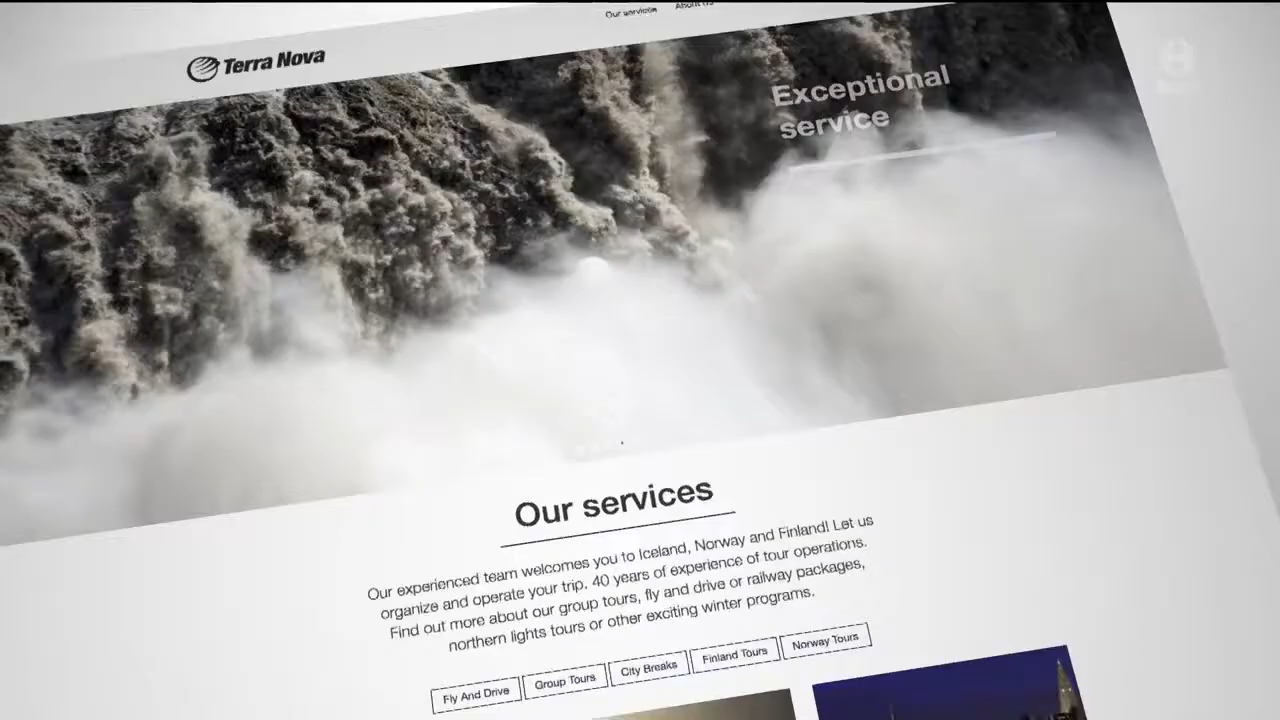 Our services About Us
Terra Nova
Exceptional
service
Our services
Our experienced team welcomes you to Iceland, Norway and Finland! Let us
organize and operate your trip. 40 years of experience of tour operations.
Find out more about our group tours, fly and drive or railway packages,
northern lights tours or other exciting winter programs.
Fly And Drive
Group Tours
City Breaks
Finland Tours
Norway Tours